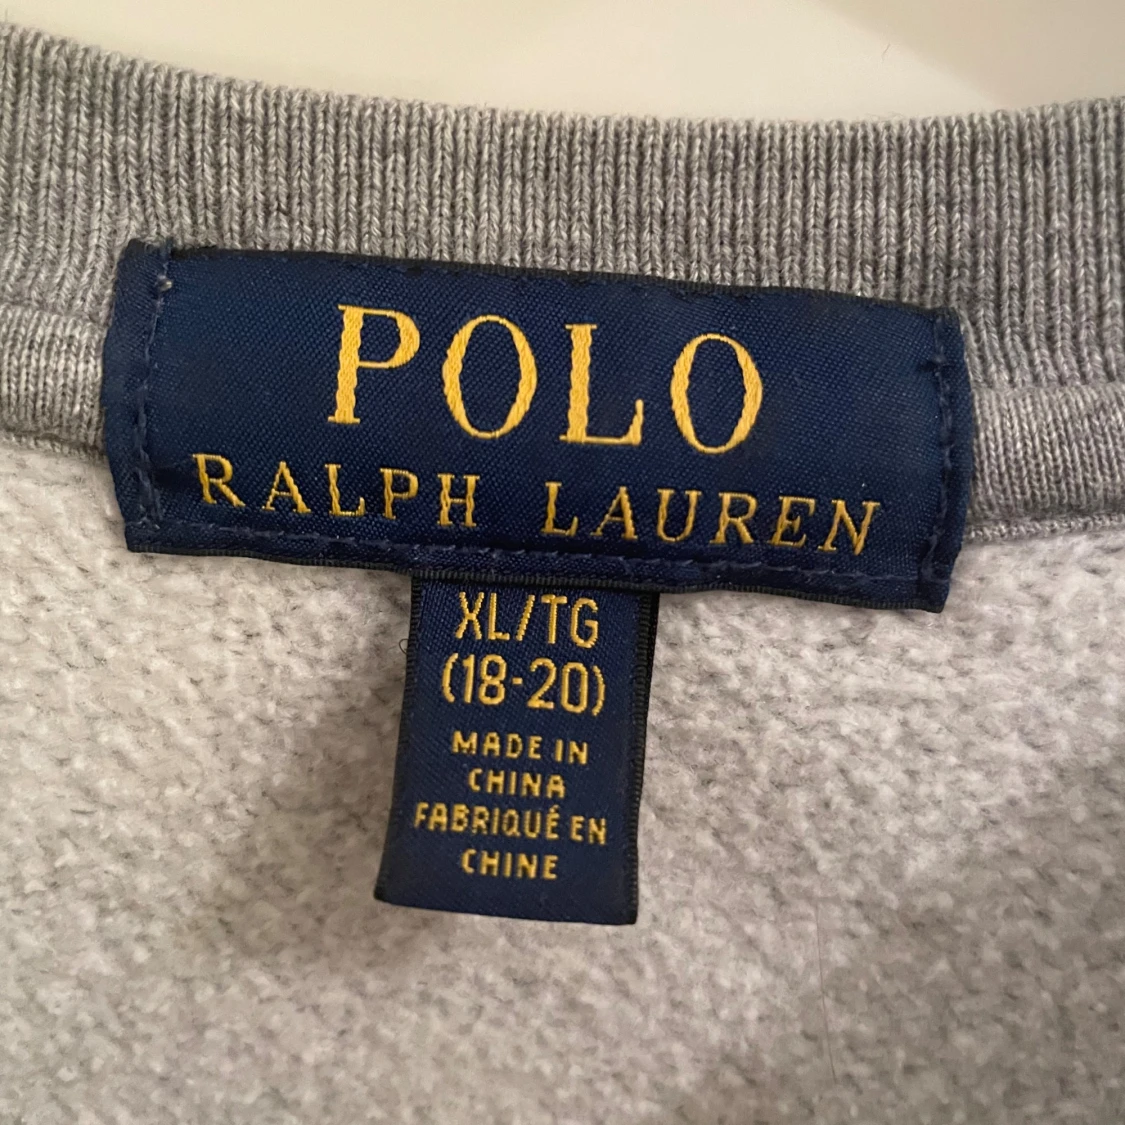 POLO
RALPH LAUREN
XL/TG
(18-20)
MADE IN
CHINA
FABRIQUÉ EN
CHINE